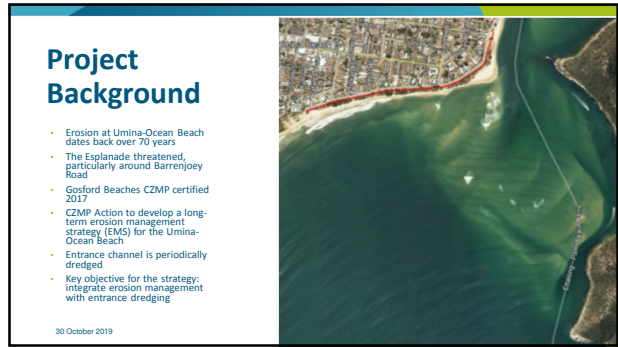 Project
Background
• Erosion at Umina-Ocean Beach
dates back over 70 years
• The Esplanade threatened,
particularly around Barrenjoey
Road
• Gosford Beaches CZMP certified
2017
• CZMP Action to develop a long-
term erosion management
strategy (EMS) for the Umina-
Ocean Beach
• Entrance channel is periodically
dredged
• Key objective for the strategy:
integrate erosion management
with entrance dredging
30 October 2019